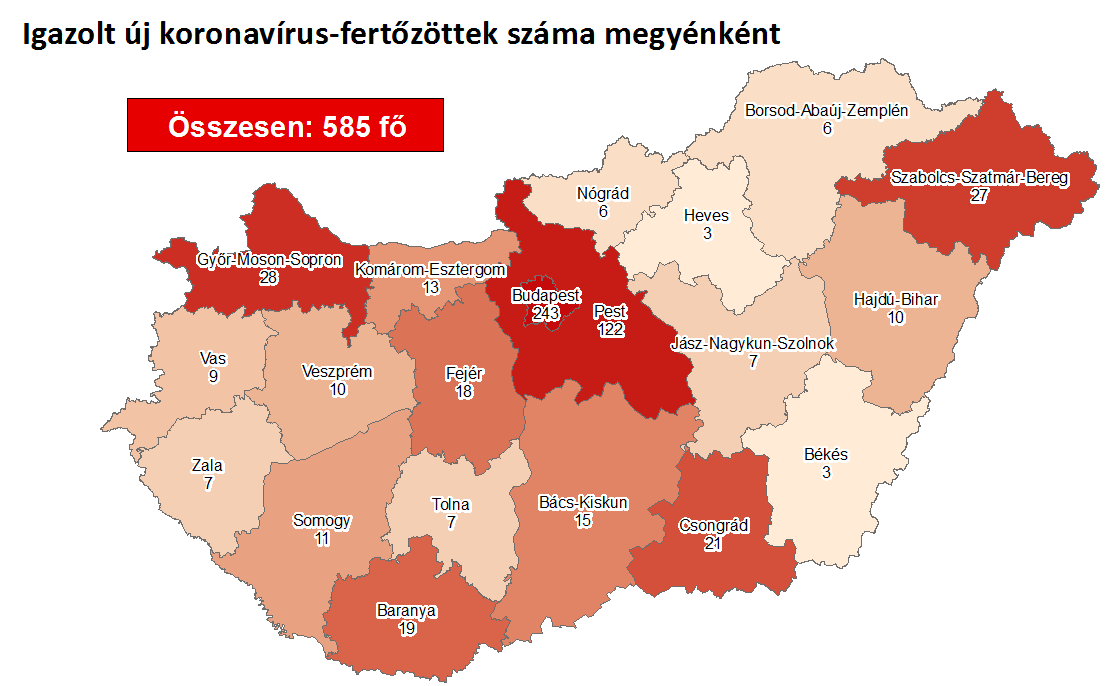 Igazolt új koronavírus-fertőzöttek száma megyénként
Összesen: 585 fő
Borsod-Abaúj-Zemplén
6
Szabolcs-Szatmár-Bereg
27
Nógrád
6
Heves
3
Győr-Moson-Sopron
28
Komárom-Esztergom
13
Budapest
243
Pest
122
Hajdú-Bihar
10
Jász-Nagykun-Szolnok
7
Vas
9
Veszprém
10
Fejér
18
Zala
7
Békés
3
Tolna
7
Bács-Kiskun
15
Somogy
11
Csongrád
21
Baranya
19